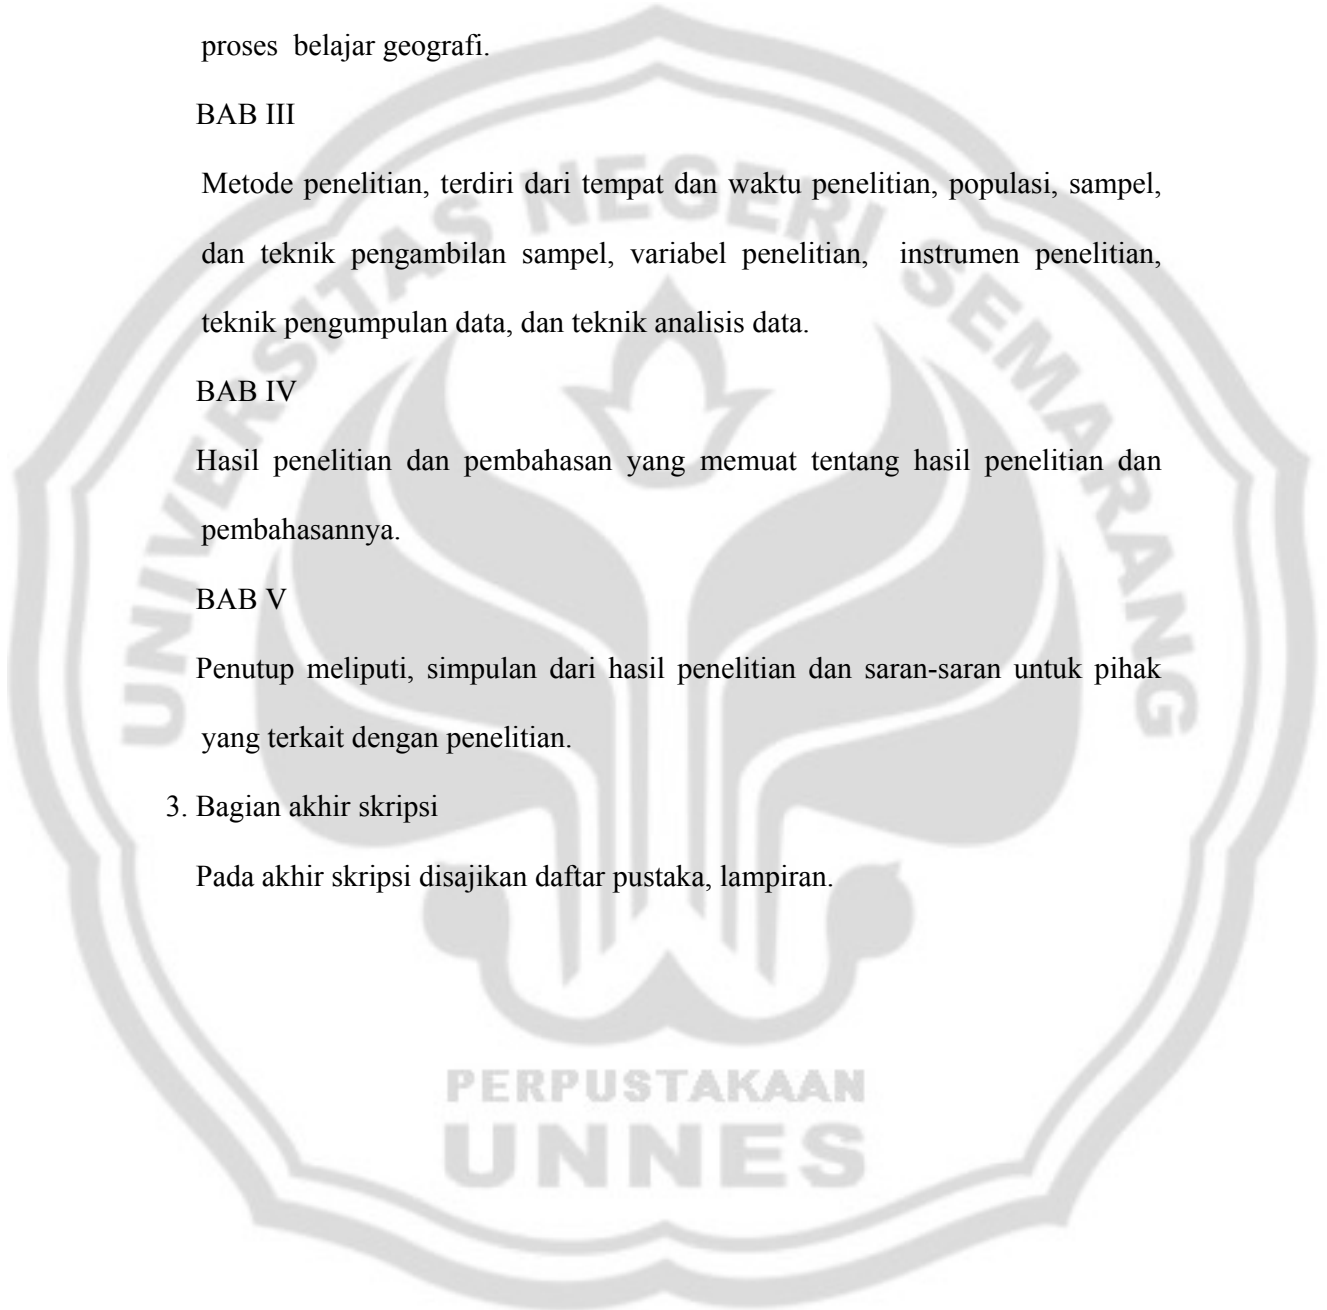 proses belajar geografi.
BAB III
Metode penelitian, terdiri dari tempat dan waktu penelitian, populasi, sampel,
dan teknik pengambilan sampel, variabel penelitian, instrumen penelitian,
teknik pengumpulan data, dan teknik analisis data.
BAB IV
Hasil penelitian dan pembahasan yang memuat tentang hasil penelitian dan
pembahasannya.
BAB V
Penutup meliputi, simpulan dari hasil penelitian dan saran-saran untuk pihak
yang terkait dengan penelitian.
3. Bagian akhir skripsi
Pada akhir skripsi disajikan daftar pustaka, lampiran.
UNIVERSITAS NEGERI SEMARANG
PERPUSTAKAAN
UNNES